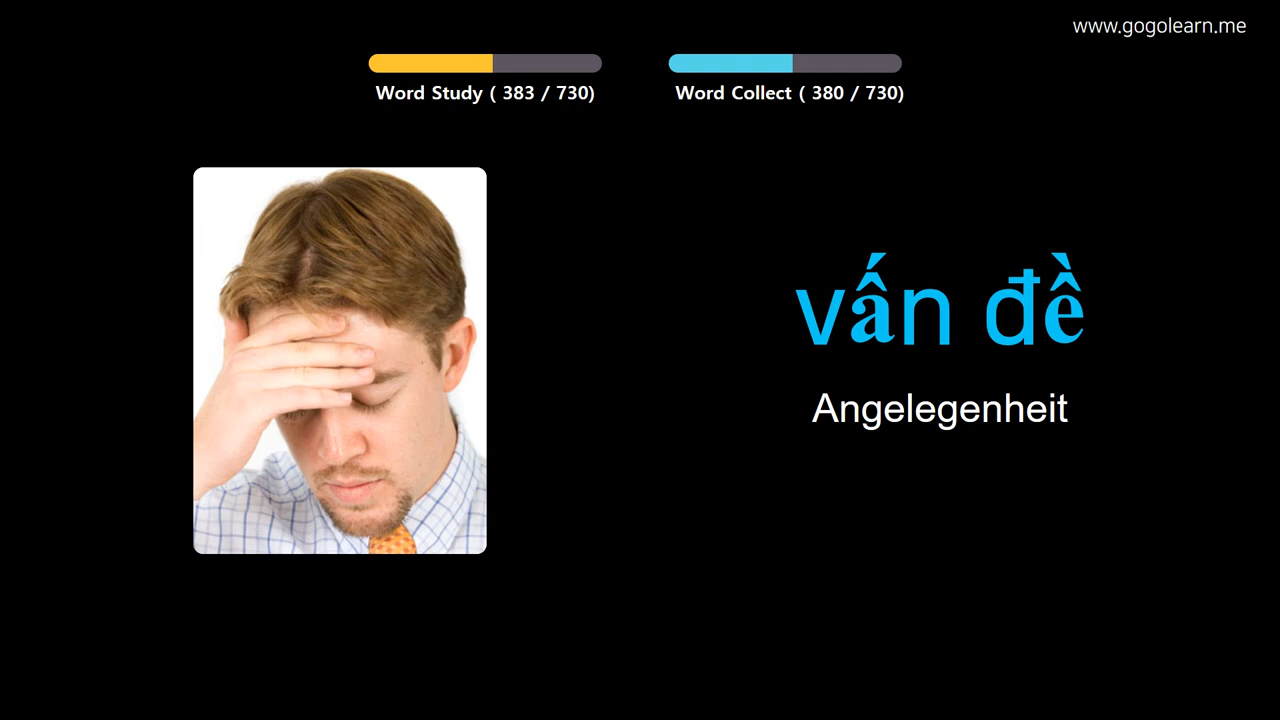 www.gogolearn.me
Word Study ( 383 / 730)
Word Collect ( 380 / 730)
vấn đề
Angelegenheit